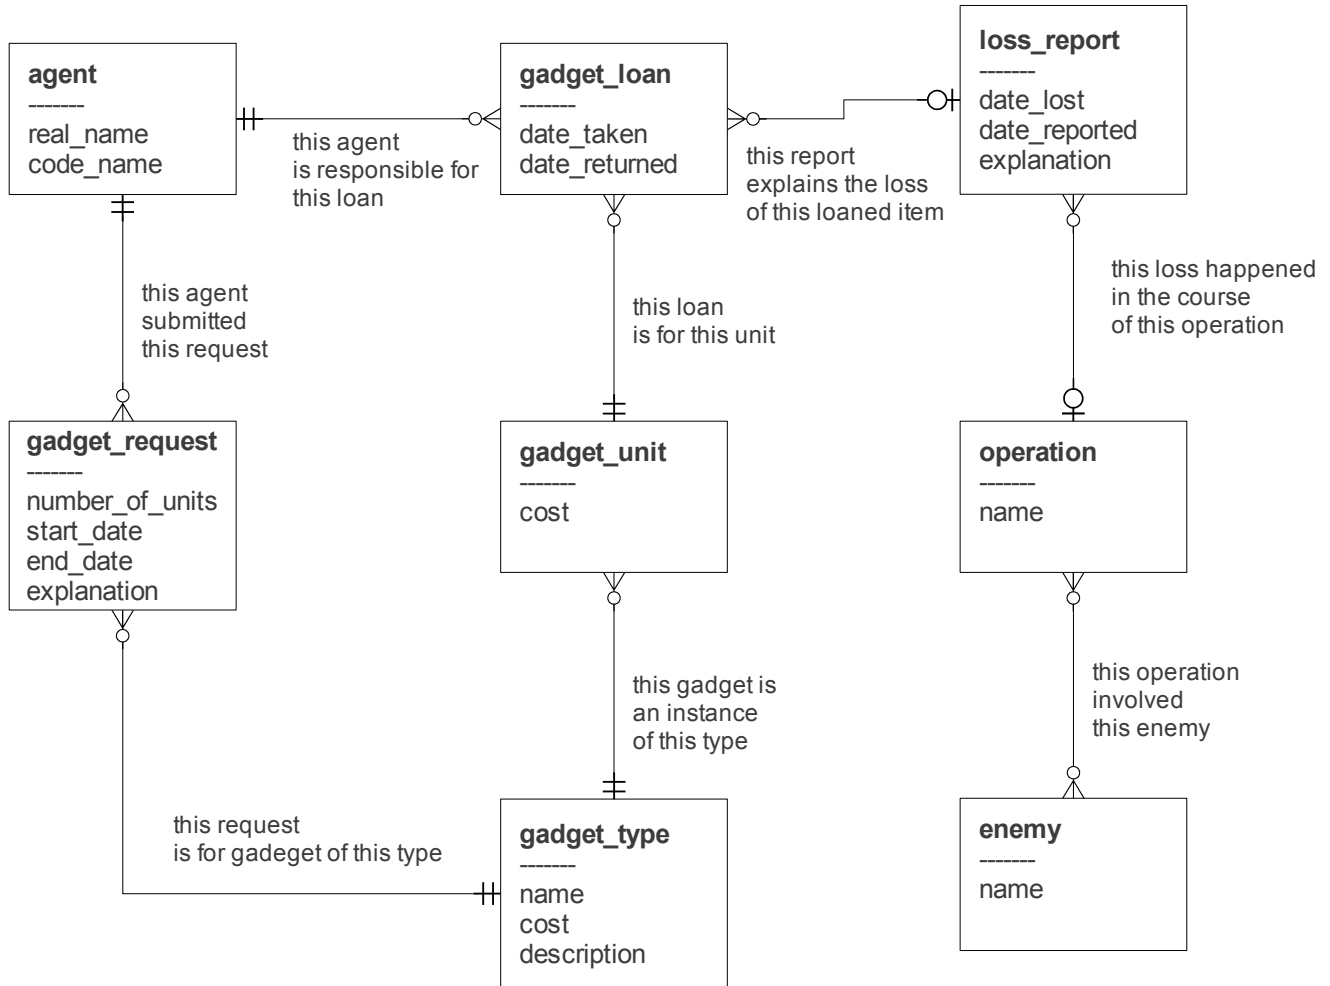 agent
-------
real_name
code_name
this agent
is responsible for
this loan
gadget_loan
-------
date_taken
date_returned
this report
explains the loss
of this loaned item
loss_report
-------
date_lost
date_reported
explanation
this agent
submitted
this request
this loan
is for this unit
this loss happened
in the course
of this operation
gadget_request
-------
number_of_units
start_date
end_date
explanation
gadget_unit
-------
cost
operation
-------
name
this gadget is
an instance
of this type
this operation
involved
this enemy
this request
is for gadeget of this type
gadget_type
-------
name
cost
description
enemy
-------
name